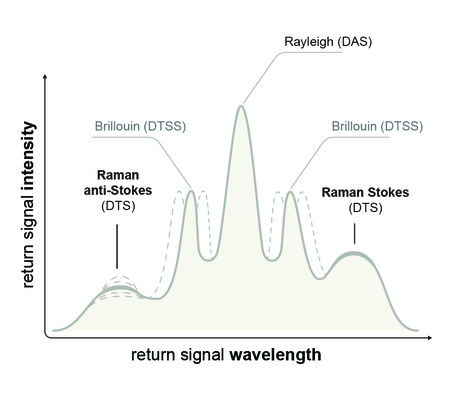 Rayleigh (DAS)
Brillouin (DTSS)
Brillouin (DTSS)
Raman
anti-Stokes
(DTS)
Raman Stokes
(DTS)
return signal intensity
return signal wavelength